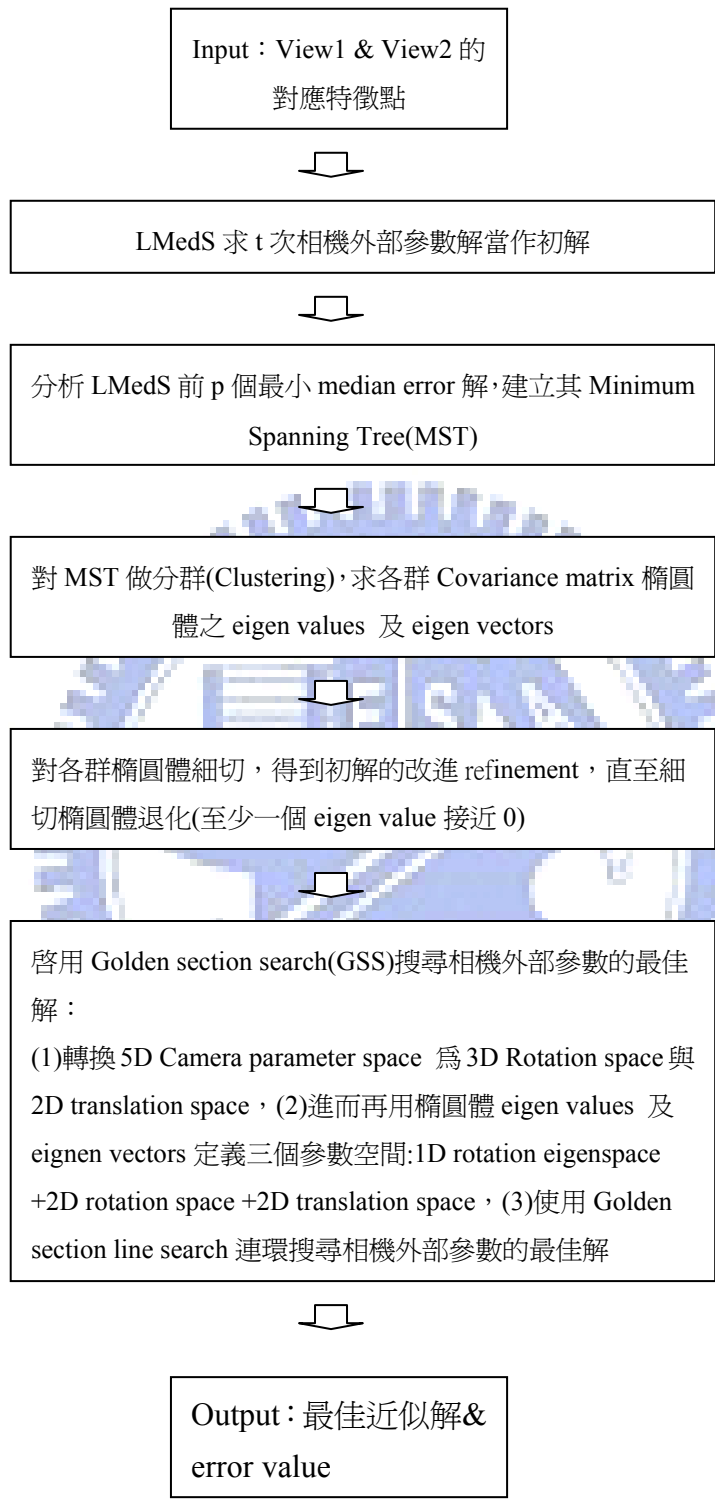 Input：View1 & View2 的
對應特徵點
LMedS 求 t 次相機外部參數解當作初解
分析 LMedS 前 p 個最小 median error 解，建立其 Minimum
Spanning Tree(MST)
對 MST 做分群(Clustering)，求各群 Covariance matrix 橢圓
體之 eigen values 及 eigen vectors
對各群橢圓體細切，得到初解的改進 refinement，直至細
切橢圓體退化(至少一個 eigen value 接近 0)
啓用 Golden section search(GSS)搜尋相機外部參數的最佳
解：
(1)轉換 5D Camera parameter space 爲 3D Rotation space 與
2D translation space，(2)進而再用橢圓體 eigen values 及
eignen vectors 定義三個參數空間:1D rotation eigenspace
+2D rotation space +2D translation space，(3)使用 Golden
section line search 連環搜尋相機外部參數的最佳解
Output：最佳近似解&
error value